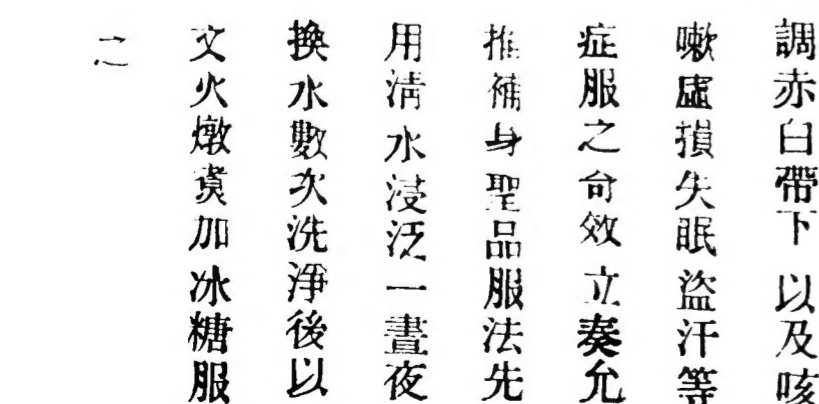 調赤白帶下以及咳
嗽虛損失眠盜汗等
症服之奇效立奏允
推補身聖品服法先
用清水浸泛一晝夜
換水數次洗淨後以
文火燉煑加冰糖服
之